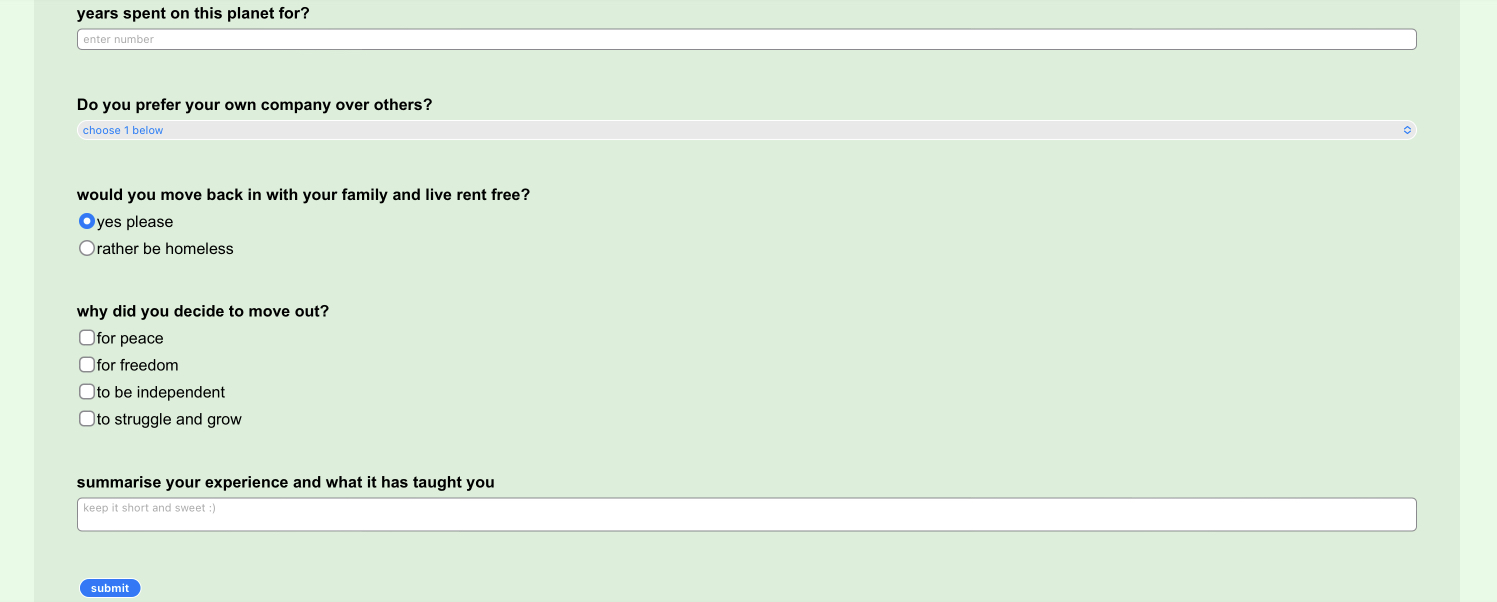 years spent on this planet for?
enter number
Do you prefer your own company over others?
choose 1 below
would you move back in with your family and live rent free?
yes please
rather be homeless
why did you decide to move out?
for peace
for freedom
to be independent
to struggle and grow
summarise your experience and what it has taught you
keep it short and sweet :)
submit